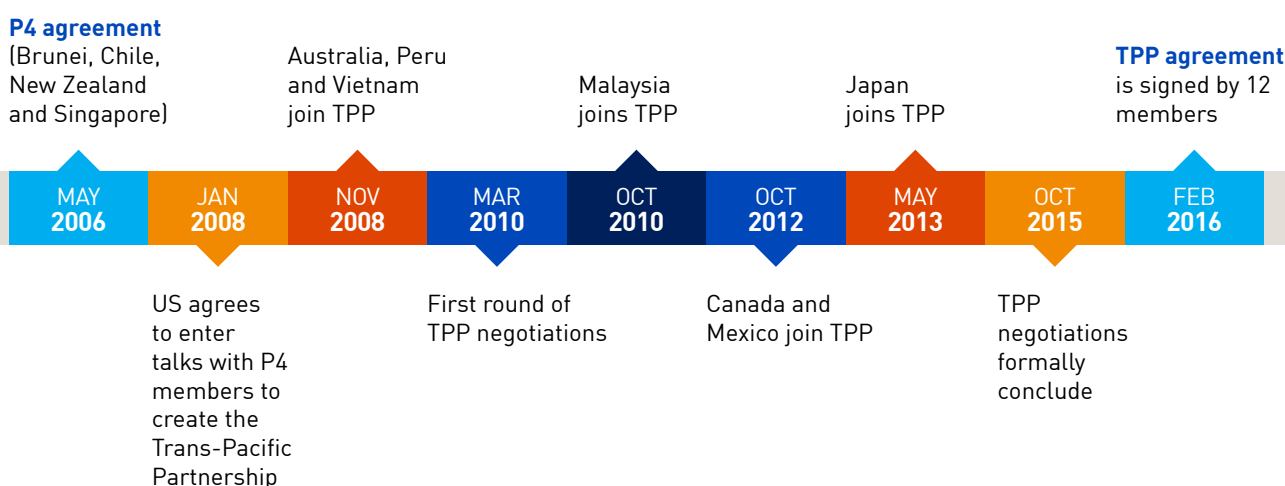 P4 agreement
(Brunei, Chile,
New Zealand
and Singapore)
Australia, Peru
and Vietnam
join TPP
Malaysia
joins TPP
Japan
joins TPP
TPP agreement
is signed by 12
members
MAY
2006
JAN
2008
NOV
2008
MAR
2010
OCT
2010
OCT
2012
MAY
2013
OCT
2015
FEB
2016
US agrees
to enter
talks with P4
members to
create the
Trans-Pacific
Partnership
First round of
TPP negotiations
Canada and
Mexico join TPP
TPP
negotiations
formally
conclude